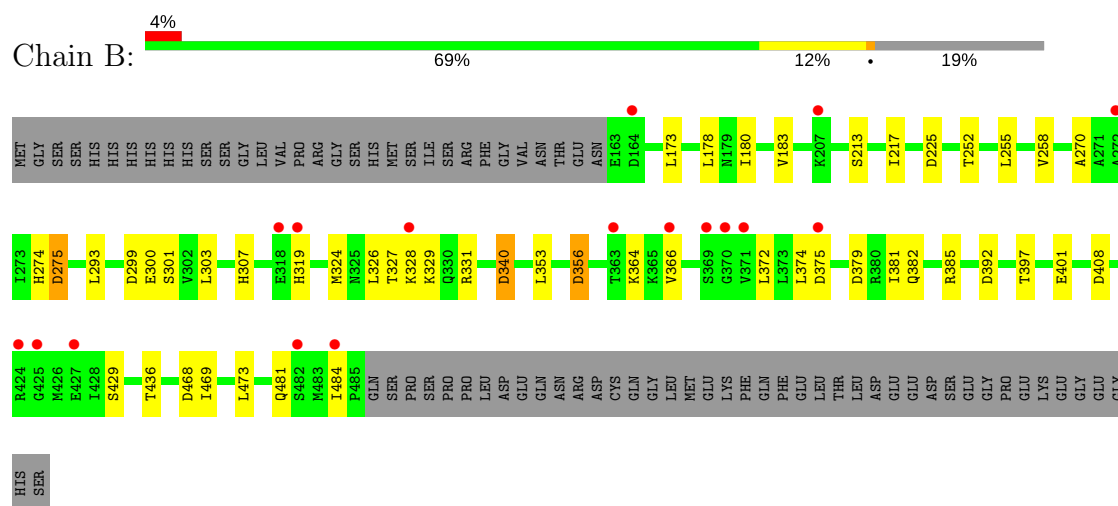 4%
Chain B:
69% 12% • 19%
MET GLY SER SER HIS HIS HIS HIS HIS HIS SER SER GLY LEU VAL PRO ARG GLY SER HIS MET SER ILE SER ARG PHE GLY VAL ASN THR GLU ASN E163 D164 L173 L178 N179 I180 V183 K207 S213 I217 D225 T252 L255 V258 A270 A271 A272
I273 H274 D275 L293 D299 E300 S301 V302 L303 H307 E318 H319 M324 N325 L326 T327 K328 K329 Q330 R331 D340 L353 D356 T363 K364 K365 V366 S369 G370 V371 L372 L373 L374 D375 D379 R380 I381 Q382 R385 D392 T397 E401 D408
R424 G425 M426 E427 I428 S429 T436 D468 I469 L473 Q481 S482 M483 I484 P485 GLN SER PRO PRO SER PRO PRO LEU ASP GLU GLN ASN ARG ASP CYS GLN GLY LEU MET GLU LYS PHE GLN PHE GLU LEU THR LEU ASP GLU GLU ASP SER GLU GLY PRO GLU LYS GLU GLY GLU GLY
HIS SER